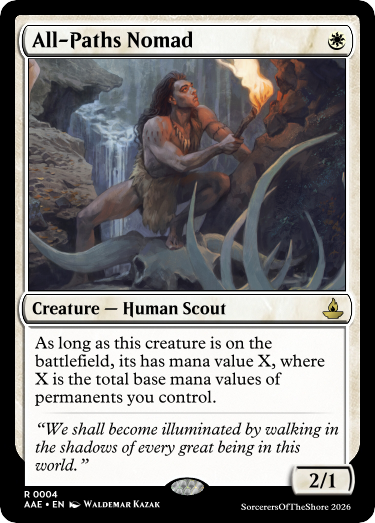 All-Paths Nomad
Creature — Human Scout
As long as this creature is on the
battlefield, its has mana value X, where
X is the total base mana values of
permanents you control.
“We shall become illuminated by walking in
the shadows of every great being in this
world.”
2/1
R 0004
AAE • EN Waldemar Kazak
SorcerersOfTheShore 2026